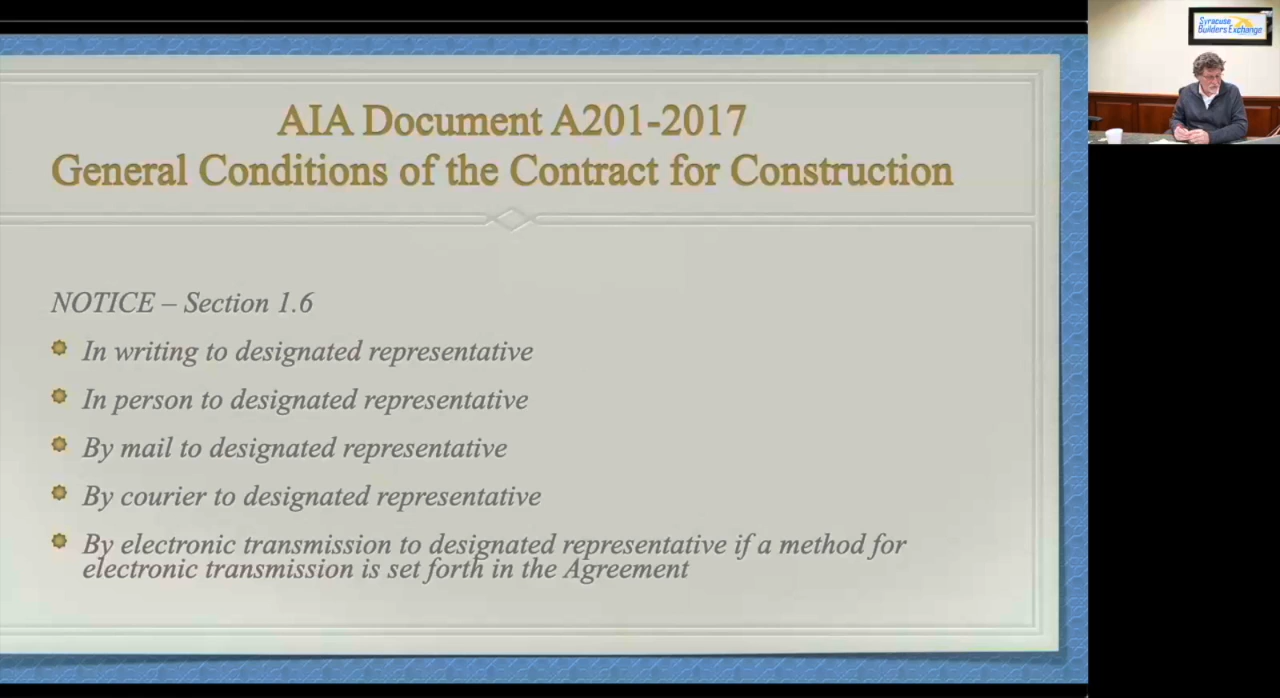 AIA Document A201-2017
General Conditions of the Contract for Construction
NOTICE – Section 1.6
In writing to designated representative
In person to designated representative
By mail to designated representative
By courier to designated representative
By electronic transmission to designated representative if a method for
electronic transmission is set forth in the Agreement
Syracuse
Builders Exchange